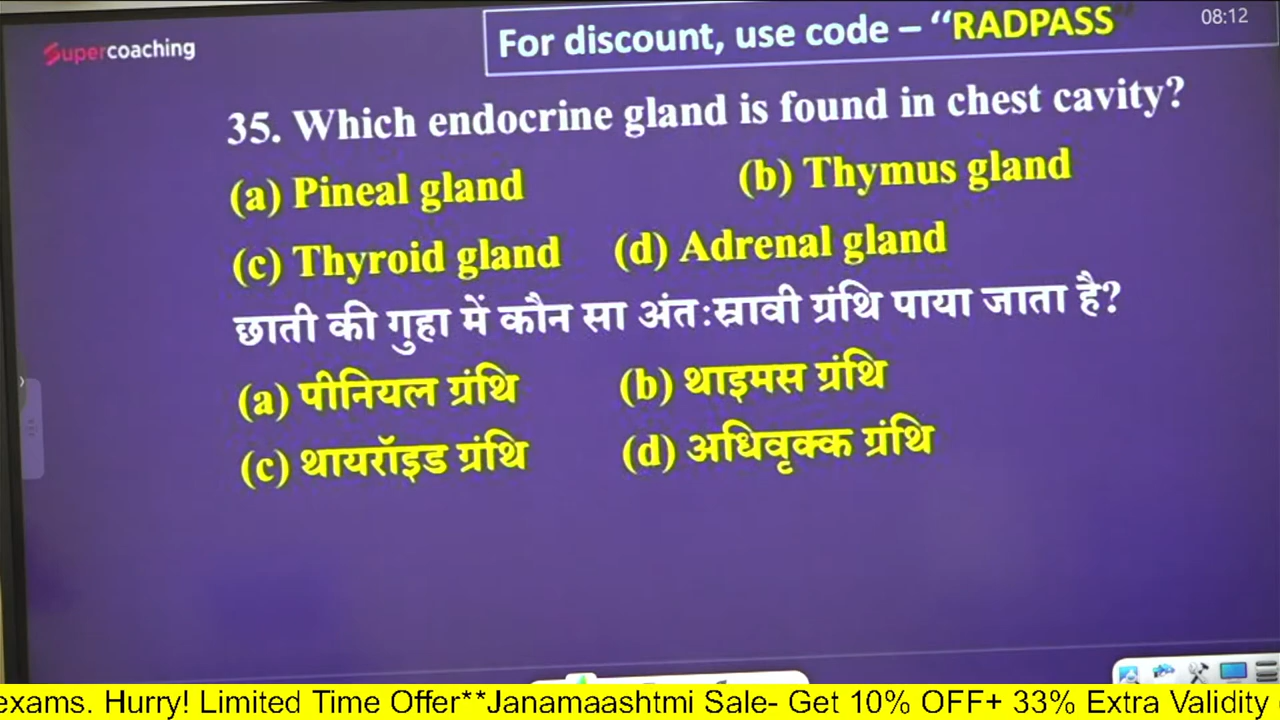 Supercoaching
For discount, use code – “RADPASS”
08:12
35. Which endocrine gland is found in chest cavity?
(a) Pineal gland (b) Thymus gland
(c) Thyroid gland (d) Adrenal gland
छाती की गुहा में कौन सा अंतःस्रावी ग्रंथि पाया जाता है?
(a) पीनियल ग्रंथि (b) थाइमस ग्रंथि
(c) थायरॉइड ग्रंथि (d) अधिवृक्क ग्रंथि
exams. Hurry! Limited Time Offer**Janamaashtmi Sale- Get 10% OFF+ 33% Extra Validity